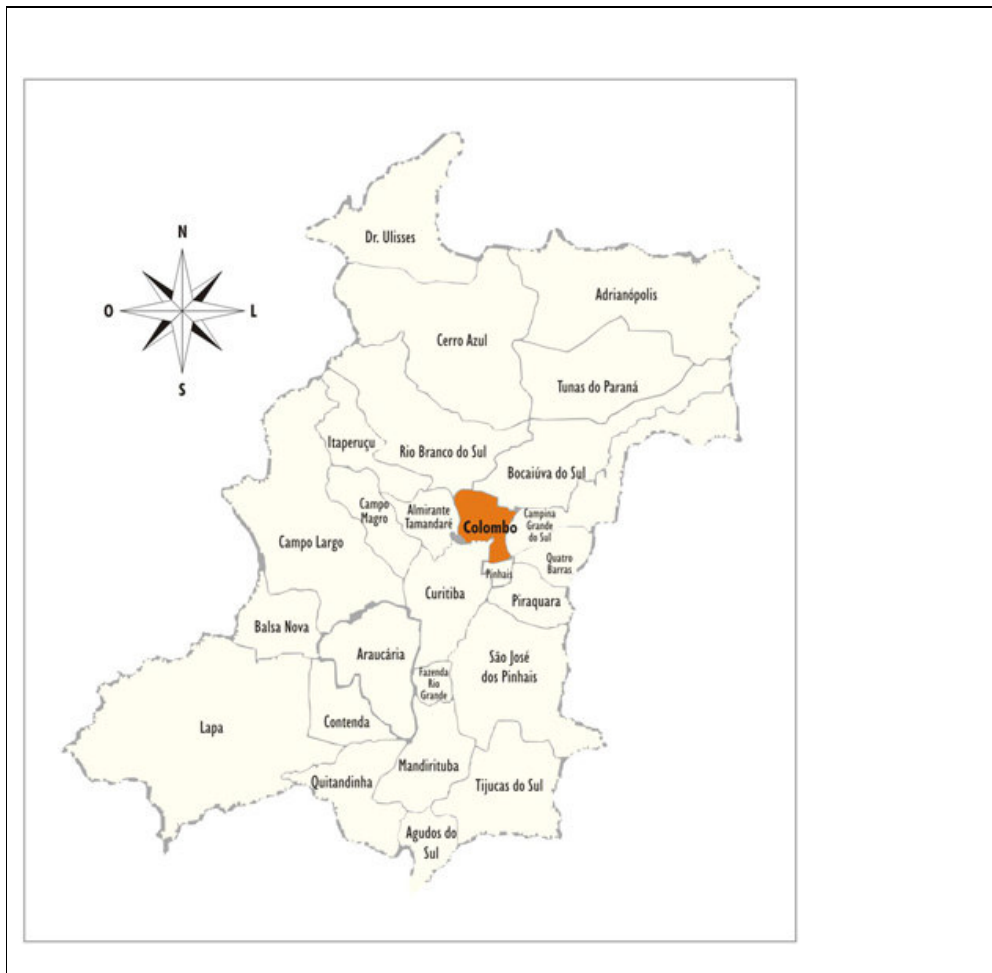 Dr. Ulisses
N
O
L
S
Adrianópolis
Cerro Azul
Tunas do Paraná
Itaperuçu
Rio Branco do Sul
Bocaiúva do Sul
Campo
Magro
Almirante
Tamandaré
Colombo
Campina
Grande
do Sul
Campo Largo
Quatro
Barras
Pinhais
Curitiba
Piraquara
Balsa Nova
Araucária
Fazenda
Rio
Grande
São José
dos Pinhais
Lapa
Contenda
Quitandinha
Mandirituba
Tijucas do Sul
Agudos do
Sul